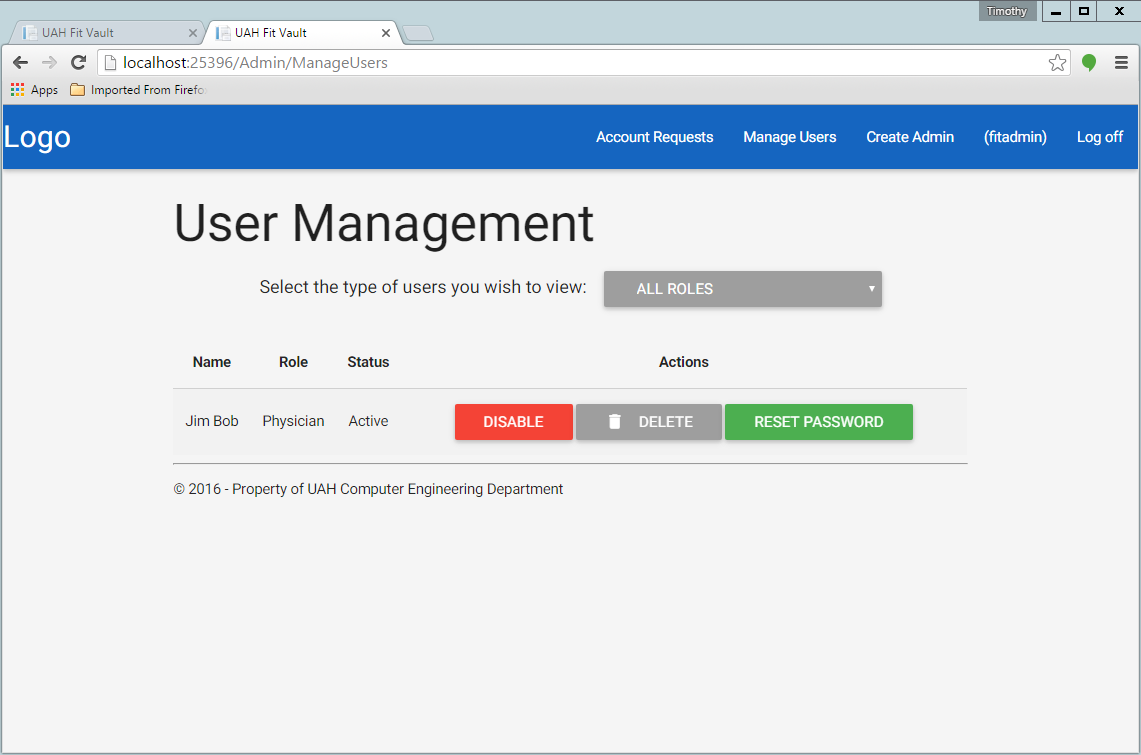 Timothy
UAH Fit Vault
UAH Fit Vault
localhost:25396/Admin/ManageUsers
Apps Imported From Firefo
Logo Account Requests Manage Users Create Admin (fitadmin) Log off
User Management
Select the type of users you wish to view: ALL ROLES
Name Role Status Actions
Jim Bob Physician Active DISABLE DELETE RESET PASSWORD
© 2016 - Property of UAH Computer Engineering Department